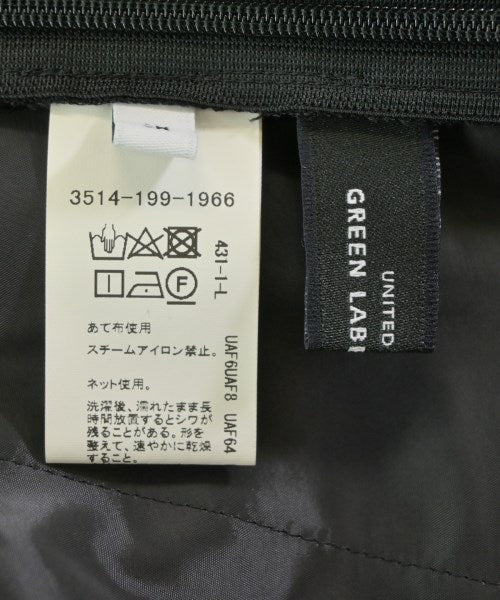 3514-199-1966
431-1-L
あて布使用
スチームアイロン禁止。
ネット使用。
洗濯後、濡れたまま長
時間放置するとシワが
残ることがある。形を
整えて、速やかに乾燥
すること。
UAF6UAF8 UAF64
UNITED
GREEN LAB